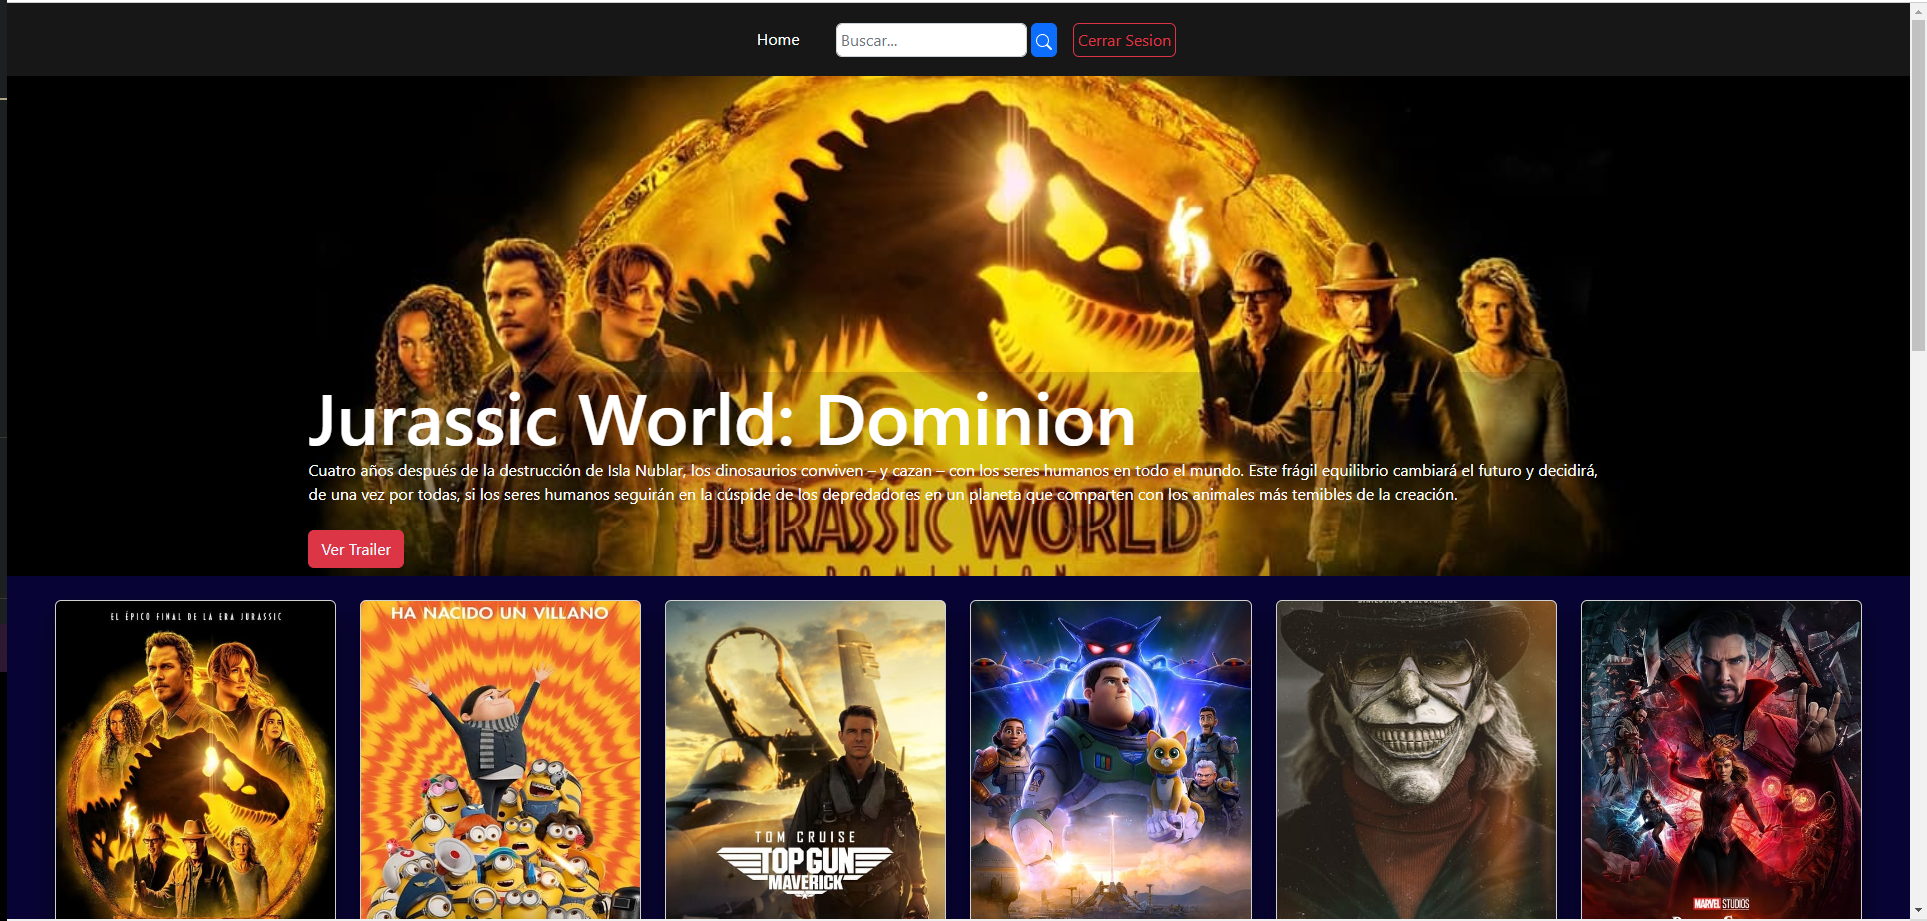 Home
Buscar...
Cerrar Sesion
Jurassic World: Dominion
Cuatro años después de la destrucción de Isla Nublar, los dinosaurios conviven – y cazan – con los seres humanos en todo el mundo. Este frágil equilibrio cambiará el futuro y decidirá,
de una vez por todas, si los seres humanos seguirán en la cúspide de los depredadores en un planeta que comparten con los animales más temibles de la creación.
JURASSIC WORLD
DOMINION
Ver Trailer
EL ÉPICO FINAL DE LA ERA JURASSIC
HA NACIDO UN VILLANO
TOM CRUISE
TOP GUN
MAVERICK
MARVEL STUDIOS